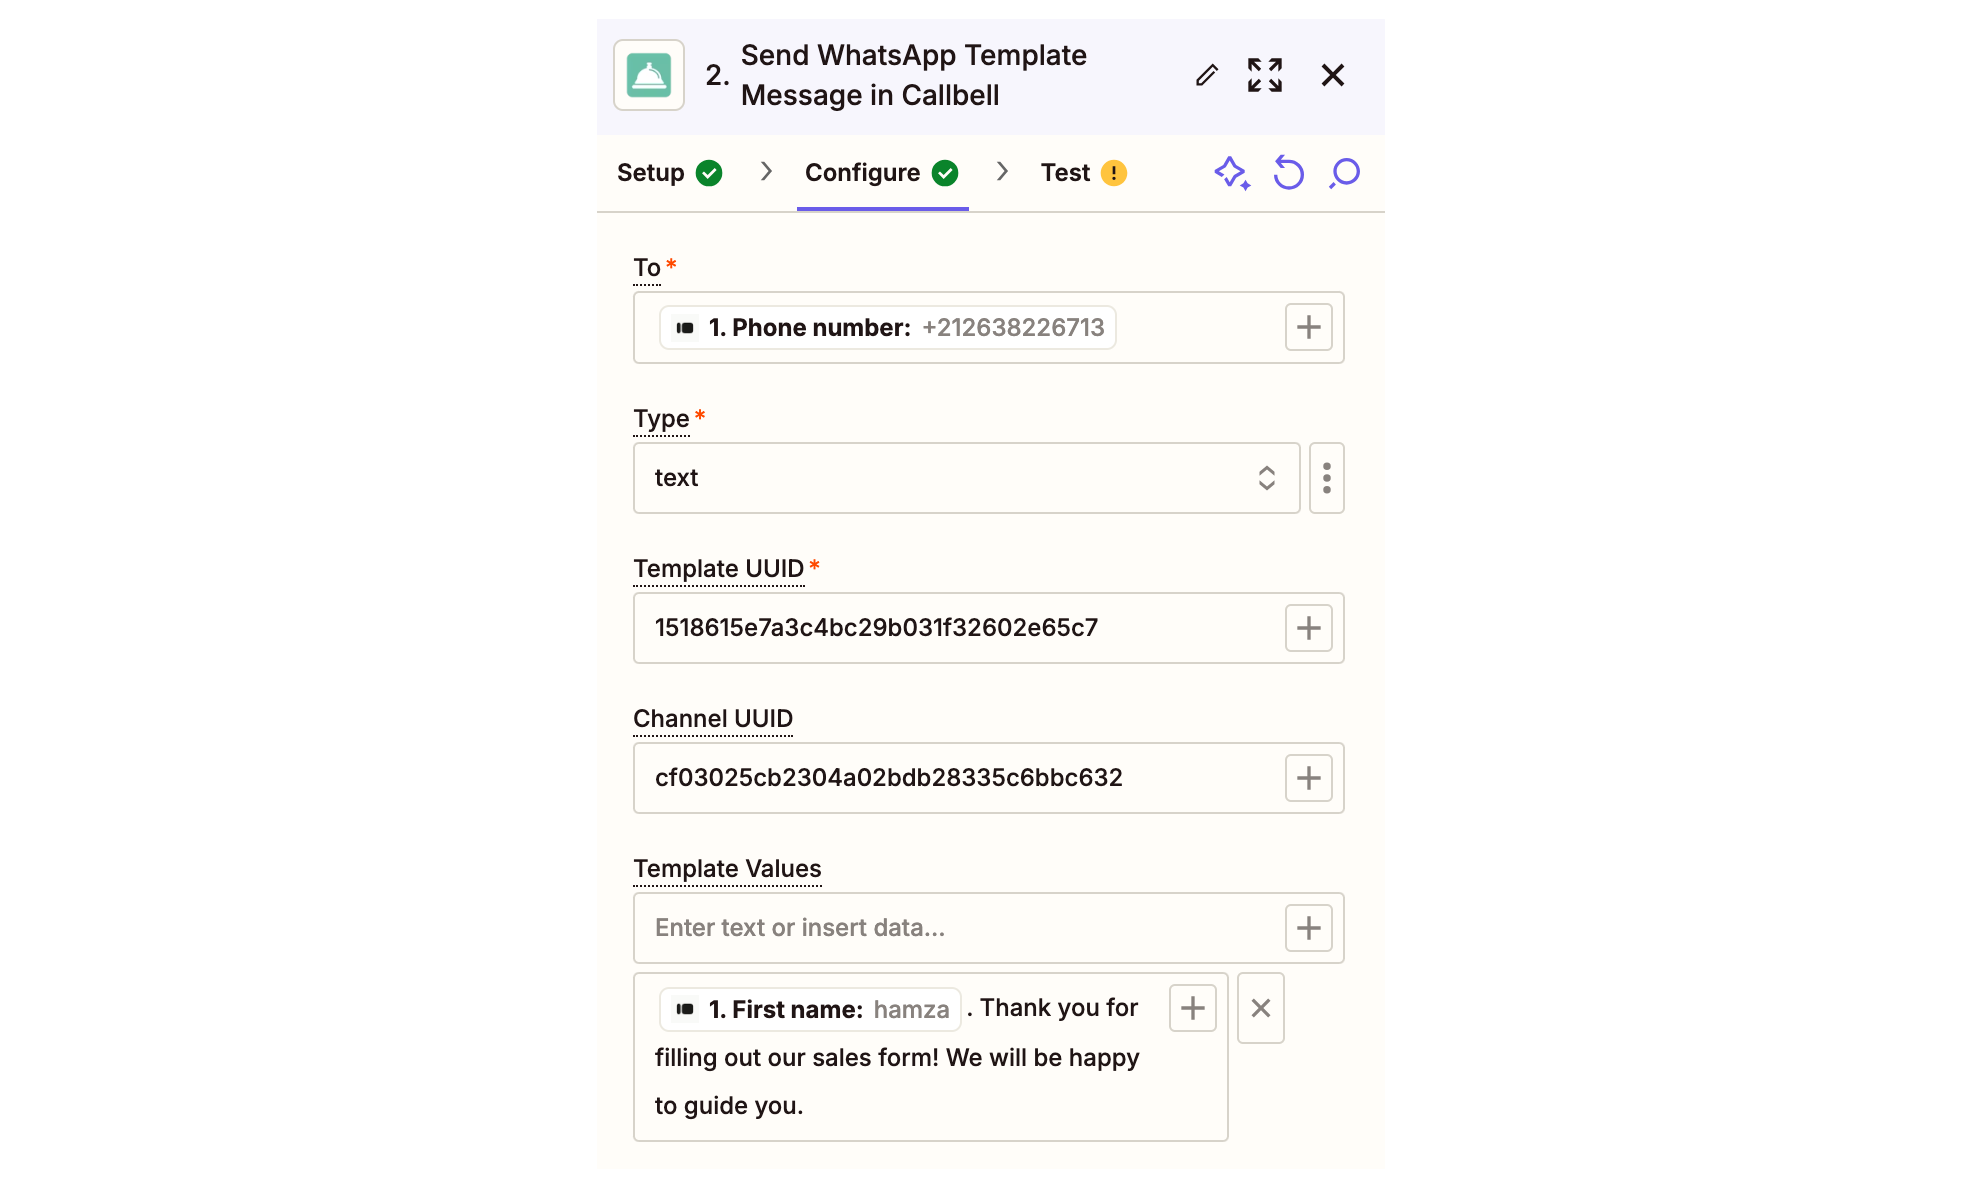 2. Send WhatsApp Template
Message in Callbell
Setup Configure Test
To*
1. Phone number: +212638226713
Type*
text
Template UUID*
1518615e7a3c4bc29b031f32602e65c7
Channel UUID
cf03025cb2304a02bdb28335c6bbc632
Template Values
Enter text or insert data...
1. First name: hamza . Thank you for
filling out our sales form! We will be happy
to guide you.